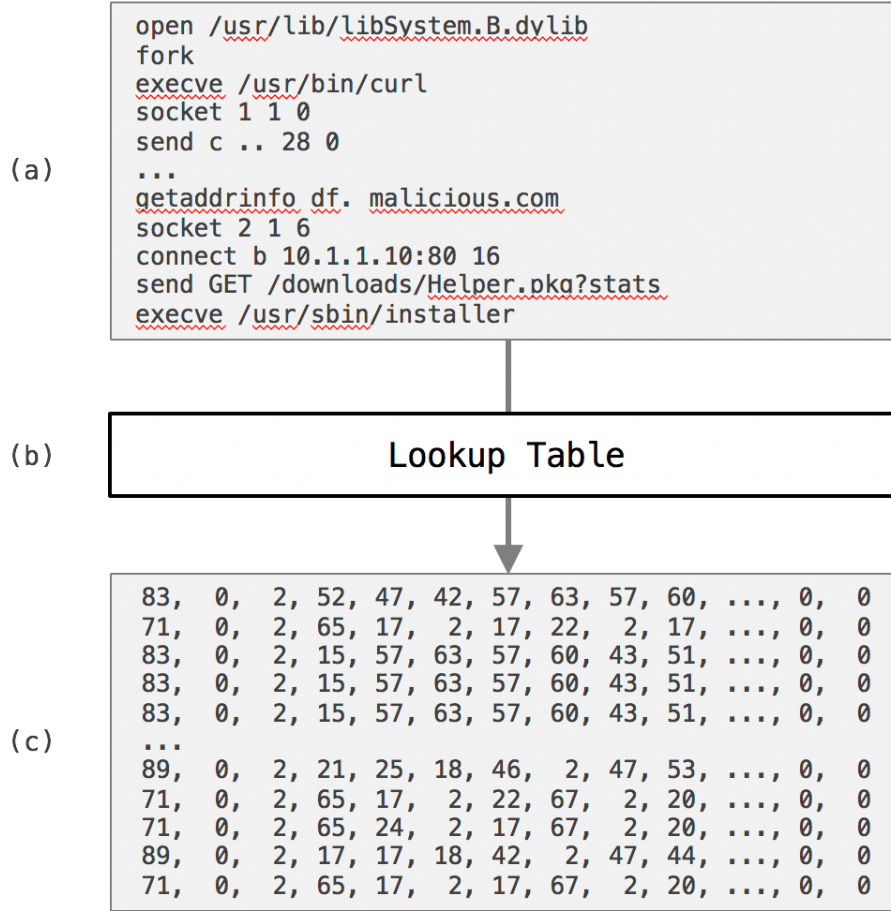 open /usr/lib/libSystem.B.dylib
fork
execve /usr/bin/curl
socket 1 1 0
send c .. 28 0
...
(a)
getaddrinfo df. malicious.com
socket 2 1 6
connect b 10.1.1.10:80 16
send GET /downloads/Helper.pkg?stats
execve /usr/sbin/installer
(b)
Lookup Table
83, 0, 2, 52, 47, 42, 57, 63, 57, 60, ..., 0, 0
71, 0, 2, 65, 17, 2, 17, 22, 2, 17, ..., 0, 0
83, 0, 2, 15, 57, 63, 57, 60, 43, 51, ..., 0, 0
83, 0, 2, 15, 57, 63, 57, 60, 43, 51, ..., 0, 0
83, 0, 2, 15, 57, 63, 57, 60, 43, 51, ..., 0, 0
(c)
...
89, 0, 2, 21, 25, 18, 46, 2, 47, 53, ..., 0, 0
71, 0, 2, 65, 17, 2, 22, 67, 2, 20, ..., 0, 0
71, 0, 2, 65, 24, 2, 17, 67, 2, 20, ..., 0, 0
89, 0, 2, 17, 17, 18, 42, 2, 47, 44, ..., 0, 0
71, 0, 2, 65, 17, 2, 17, 67, 2, 20, ..., 0, 0